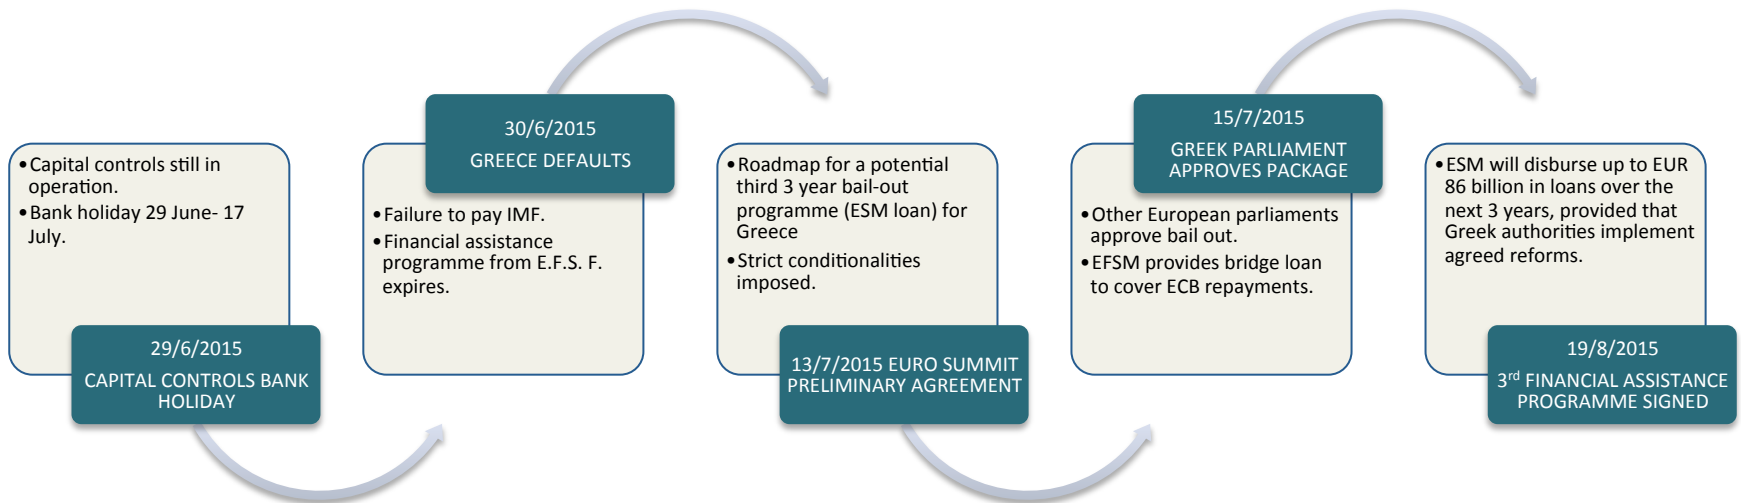 •Capital controls still in
operation.
•Bank holiday 29 June- 17
July.
29/6/2015
CAPITAL CONTROLS BANK
HOLIDAY
30/6/2015
GREECE DEFAULTS
•Failure to pay IMF.
•Financial assistance
programme from E.F.S. F.
expires.
•Roadmap for a potential
third 3 year bail-out
programme (ESM loan) for
Greece
•Strict conditionalities
imposed.
13/7/2015 EURO SUMMIT
PRELIMINARY AGREEMENT
15/7/2015
GREEK PARLIAMENT
APPROVES PACKAGE
•Other European parliaments
approve bail out.
•EFSM provides bridge loan
to cover ECB repayments.
•ESM will disburse up to EUR
86 billion in loans over the
next 3 years, provided that
Greek authorities implement
agreed reforms.
19/8/2015
3rd FINANCIAL ASSISTANCE
PROGRAMME SIGNED